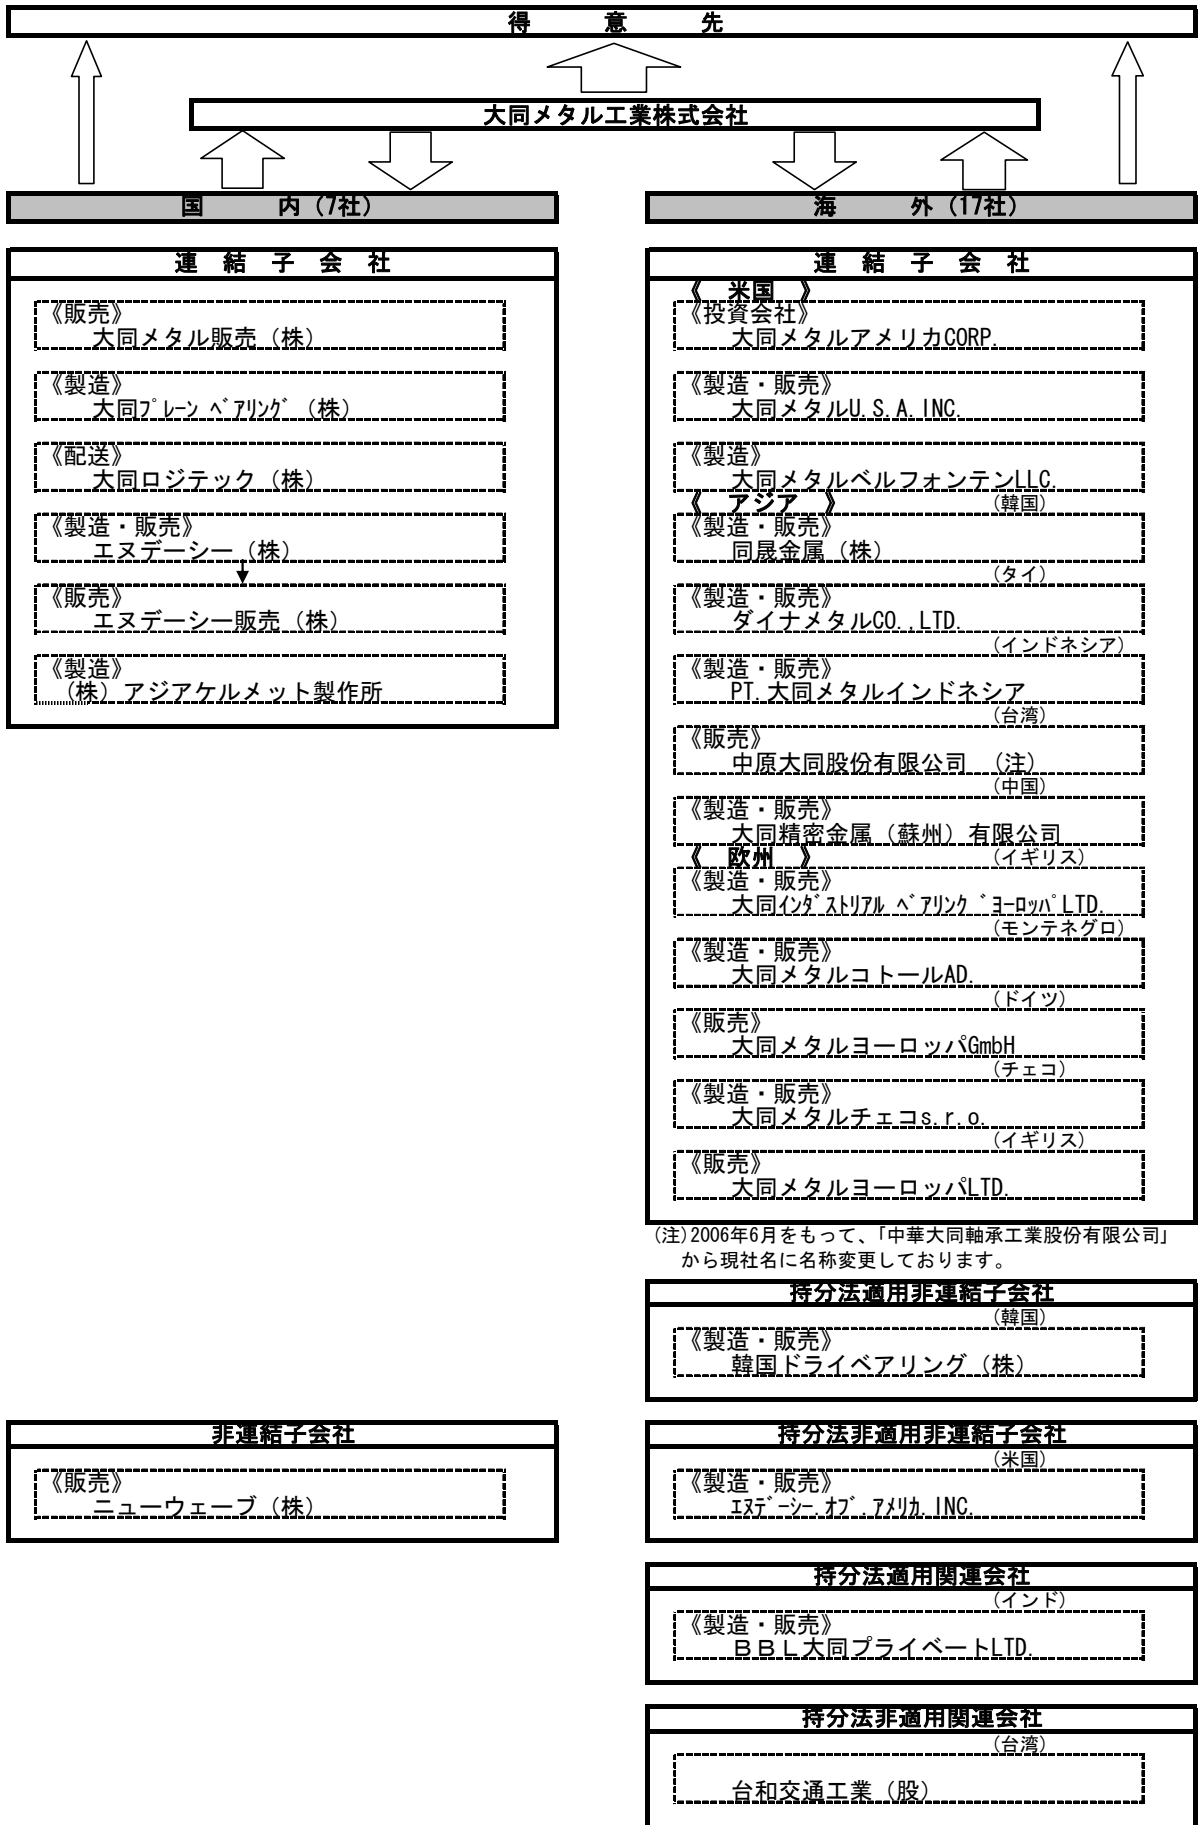 得　意　先
大同メタル工業株式会社
国　内（7社）
連　結　子　会　社
《販売》
大同メタル販売（株）
《製造》
大同ﾌﾟﾚｰﾝ ﾍﾞｱﾘﾝｸﾞ（株）
《配送》
大同ロジテック（株）
《製造・販売》
エヌデーシー（株）
《販売》
エヌデーシー販売（株）
《製造》
（株）アジアケルメット製作所
非連結子会社
《販売》
ニューウェーブ（株）
海　外（17社）
連　結　子　会　社
《　米国　》
《投資会社》
大同メタルアメリカCORP.
《製造・販売》
大同メタルU.S.A.INC.
《製造》
大同メタルベルフォンテンLLC.
《　アジア　》　（韓国）
《製造・販売》
同晟金属（株）
（タイ）
《製造・販売》
ダイナメタルCO.,LTD.
（インドネシア）
《製造・販売》
PT.大同メタルインドネシア
（台湾）
《販売》
中原大同股份有限公司　（注）
（中国）
《製造・販売》
大同精密金属（蘇州）有限公司
《　欧州　》　（イギリス）
《製造・販売》
大同ｲﾝﾀﾞｽﾄﾘｱﾙ ﾍﾞｱﾘﾝｸﾞﾖｰﾛｯﾊﾟLTD.
（モンテネグロ）
《製造・販売》
大同メタルコトールAD.
（ドイツ）
《販売》
大同メタルヨーロッパGmbH
（チェコ）
《製造・販売》
大同メタルチェコs.r.o.
（イギリス）
《販売》
大同メタルヨーロッパLTD.
(注)2006年6月をもって、「中華大同軸承工業股份有限公司」
から現社名に名称変更しております。
持分法適用非連結子会社
（韓国）
《製造・販売》
韓国ドライベアリング（株）
持分法非適用非連結子会社
（米国）
《製造・販売》
ｴﾇﾃﾞｰｼｰ.ｵﾌﾞ.ｱﾒﾘｶ.INC.
持分法適用関連会社
（インド）
《製造・販売》
ＢＢＬ大同プライベートLTD.
持分法非適用関連会社
（台湾）
台和交通工業（股）